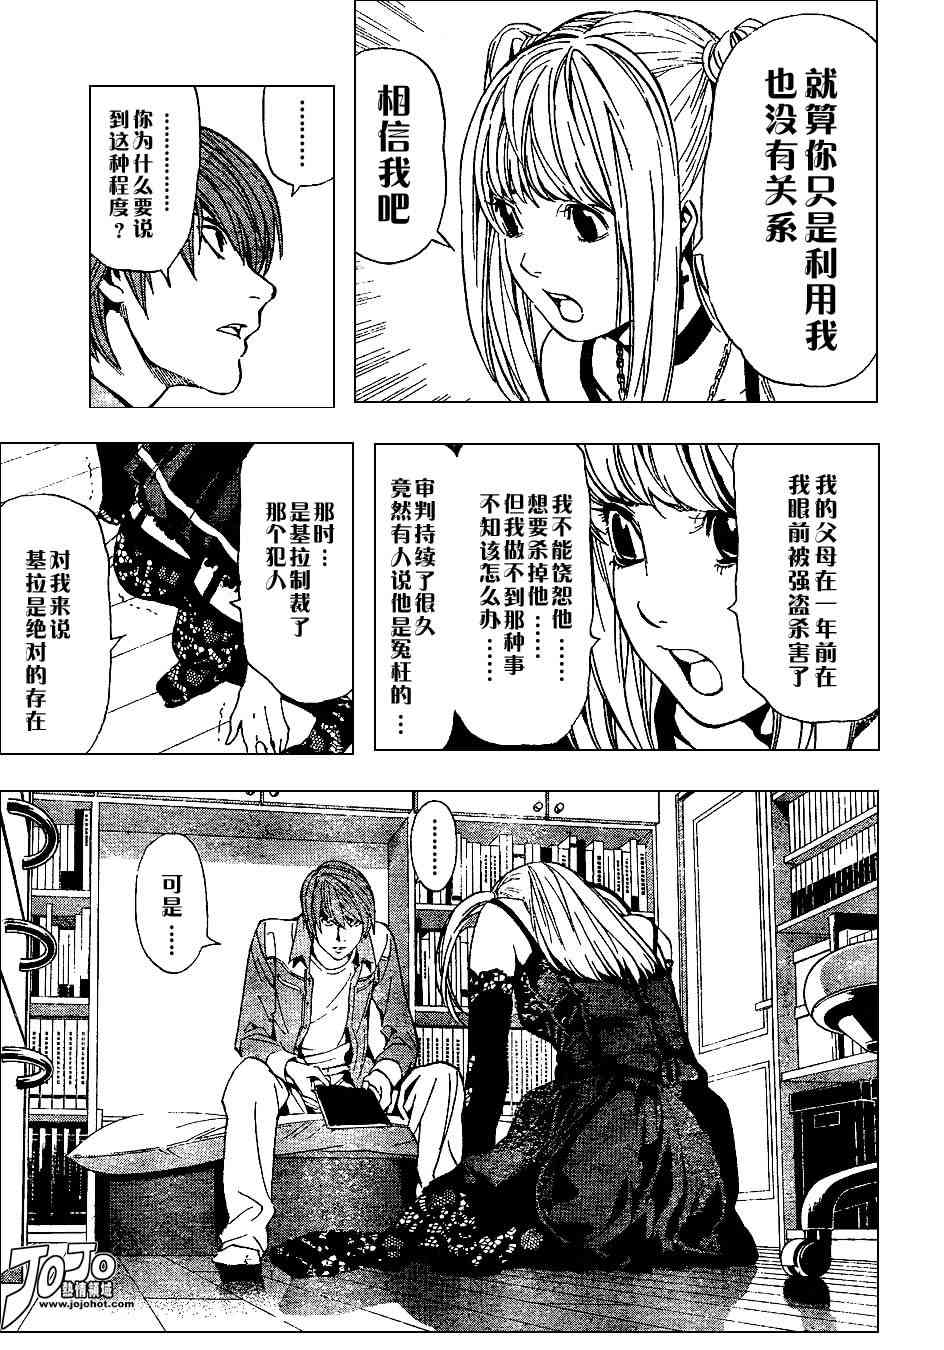 就算你只是利用我
也没有关系
相信我吧
………
…………
你为什么要说
到这种程度？
我的父母在一年前在
我眼前被强盗杀害了
我不能饶恕他……
想要杀掉他……
但我做不到那种事
不知该怎么办……
审判持续了很久
竟然有人说他是冤枉的…
那时…
是基拉制裁了
那个犯人
对我来说
基拉是绝对的存在
………
可是……
JOJO
熱情領域
www.jojohot.com